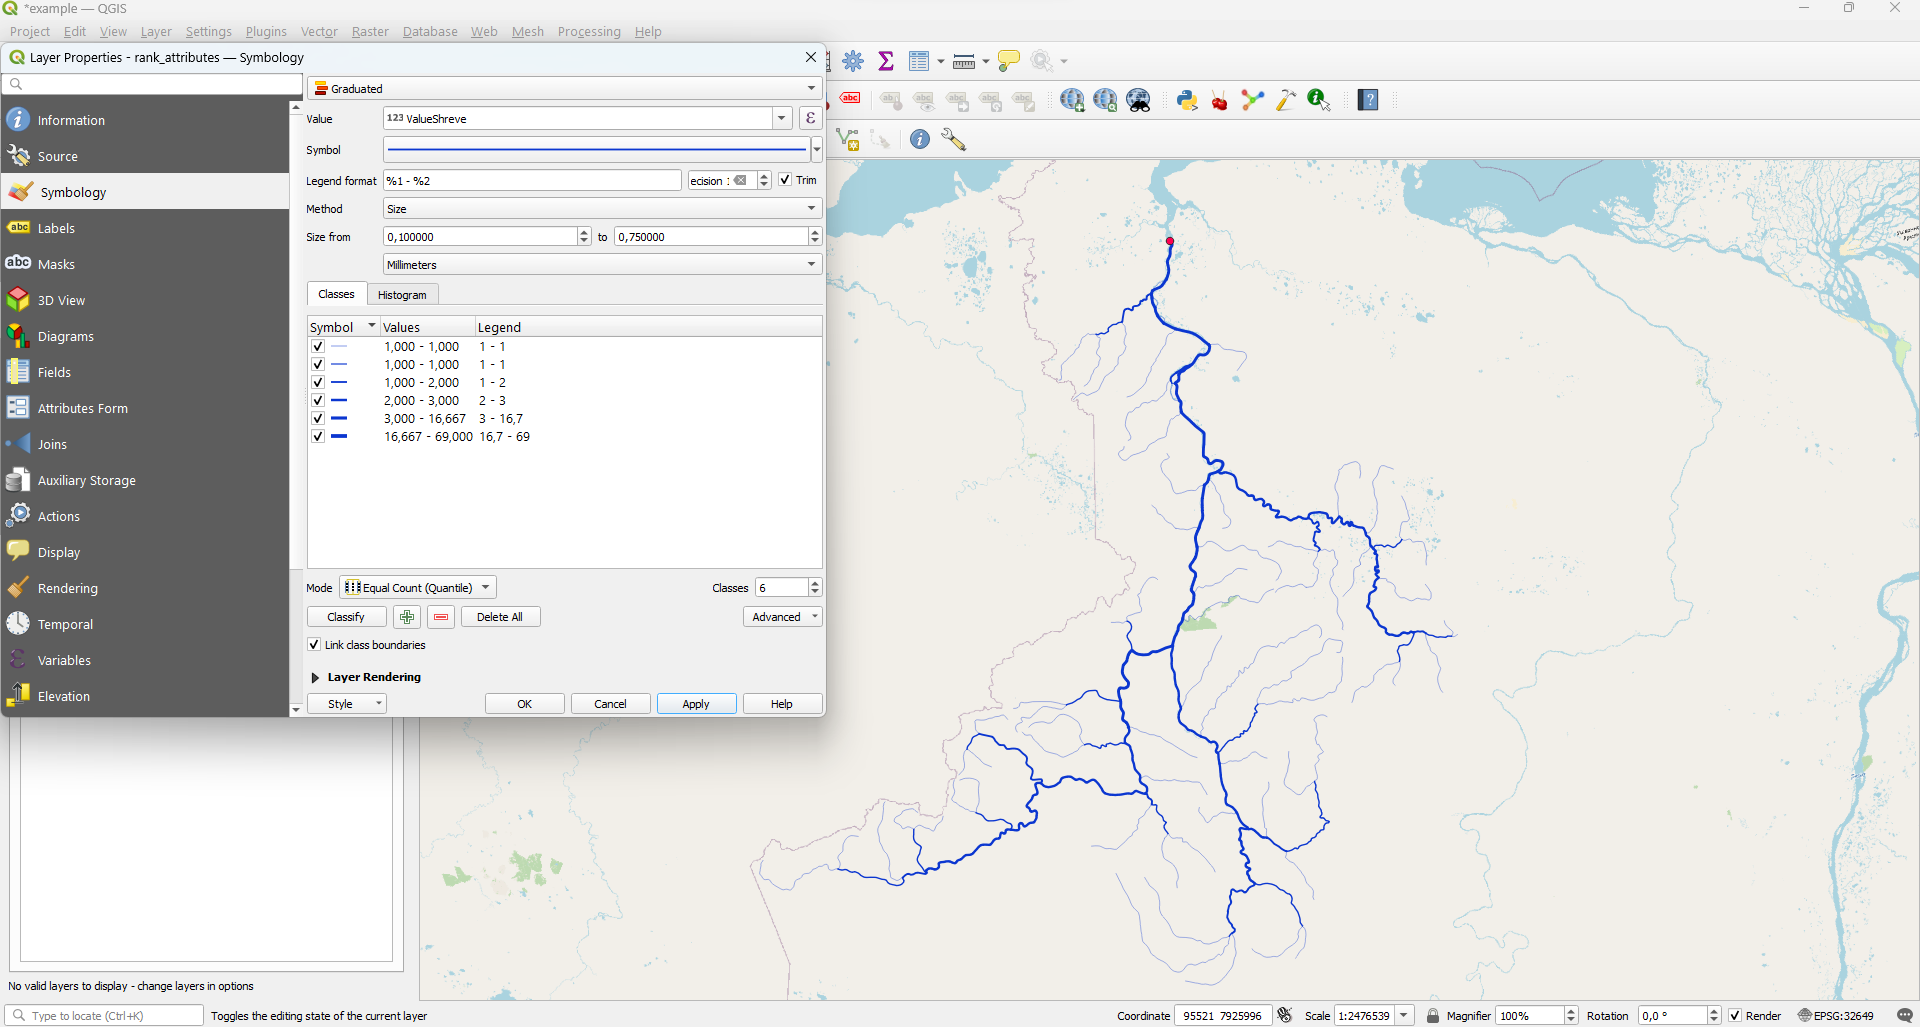 *example — QGIS
Project Edit View Layer Settings Plugins Vector Raster Database Web Mesh Processing Help
Layer Properties - rank_attributes — Symbology
Information
Source
Symbology
abc Labels
abc Masks
3D View
Diagrams
Fields
Attributes Form
Joins
Auxiliary Storage
Actions
Display
Rendering
Temporal
Variables
Elevation
Graduated
Value 123 ValueShreve ε
Symbol
Legend format %1 - %2 ecision : Trim
Method Size
Size from 0,100000 to 0,750000
Millimeters
Classes Histogram
Symbol Values Legend
1,000 - 1,000 1 - 1
1,000 - 1,000 1 - 1
1,000 - 2,000 1 - 2
2,000 - 3,000 2 - 3
3,000 - 16,667 3 - 16,7
16,667 - 69,000 16,7 - 69
Mode Equal Count (Quantile) Classes 6
Classify Delete All Advanced
Link class boundaries
Layer Rendering
Style OK Cancel Apply Help
abc
No valid layers to display - change layers in options
Type to locate (Ctrl+K) Toggles the editing state of the current layer Coordinate 95521 7925996 Scale 1:2476539 Magnifier 100% Rotation 0,0 ° Render EPSG:32649